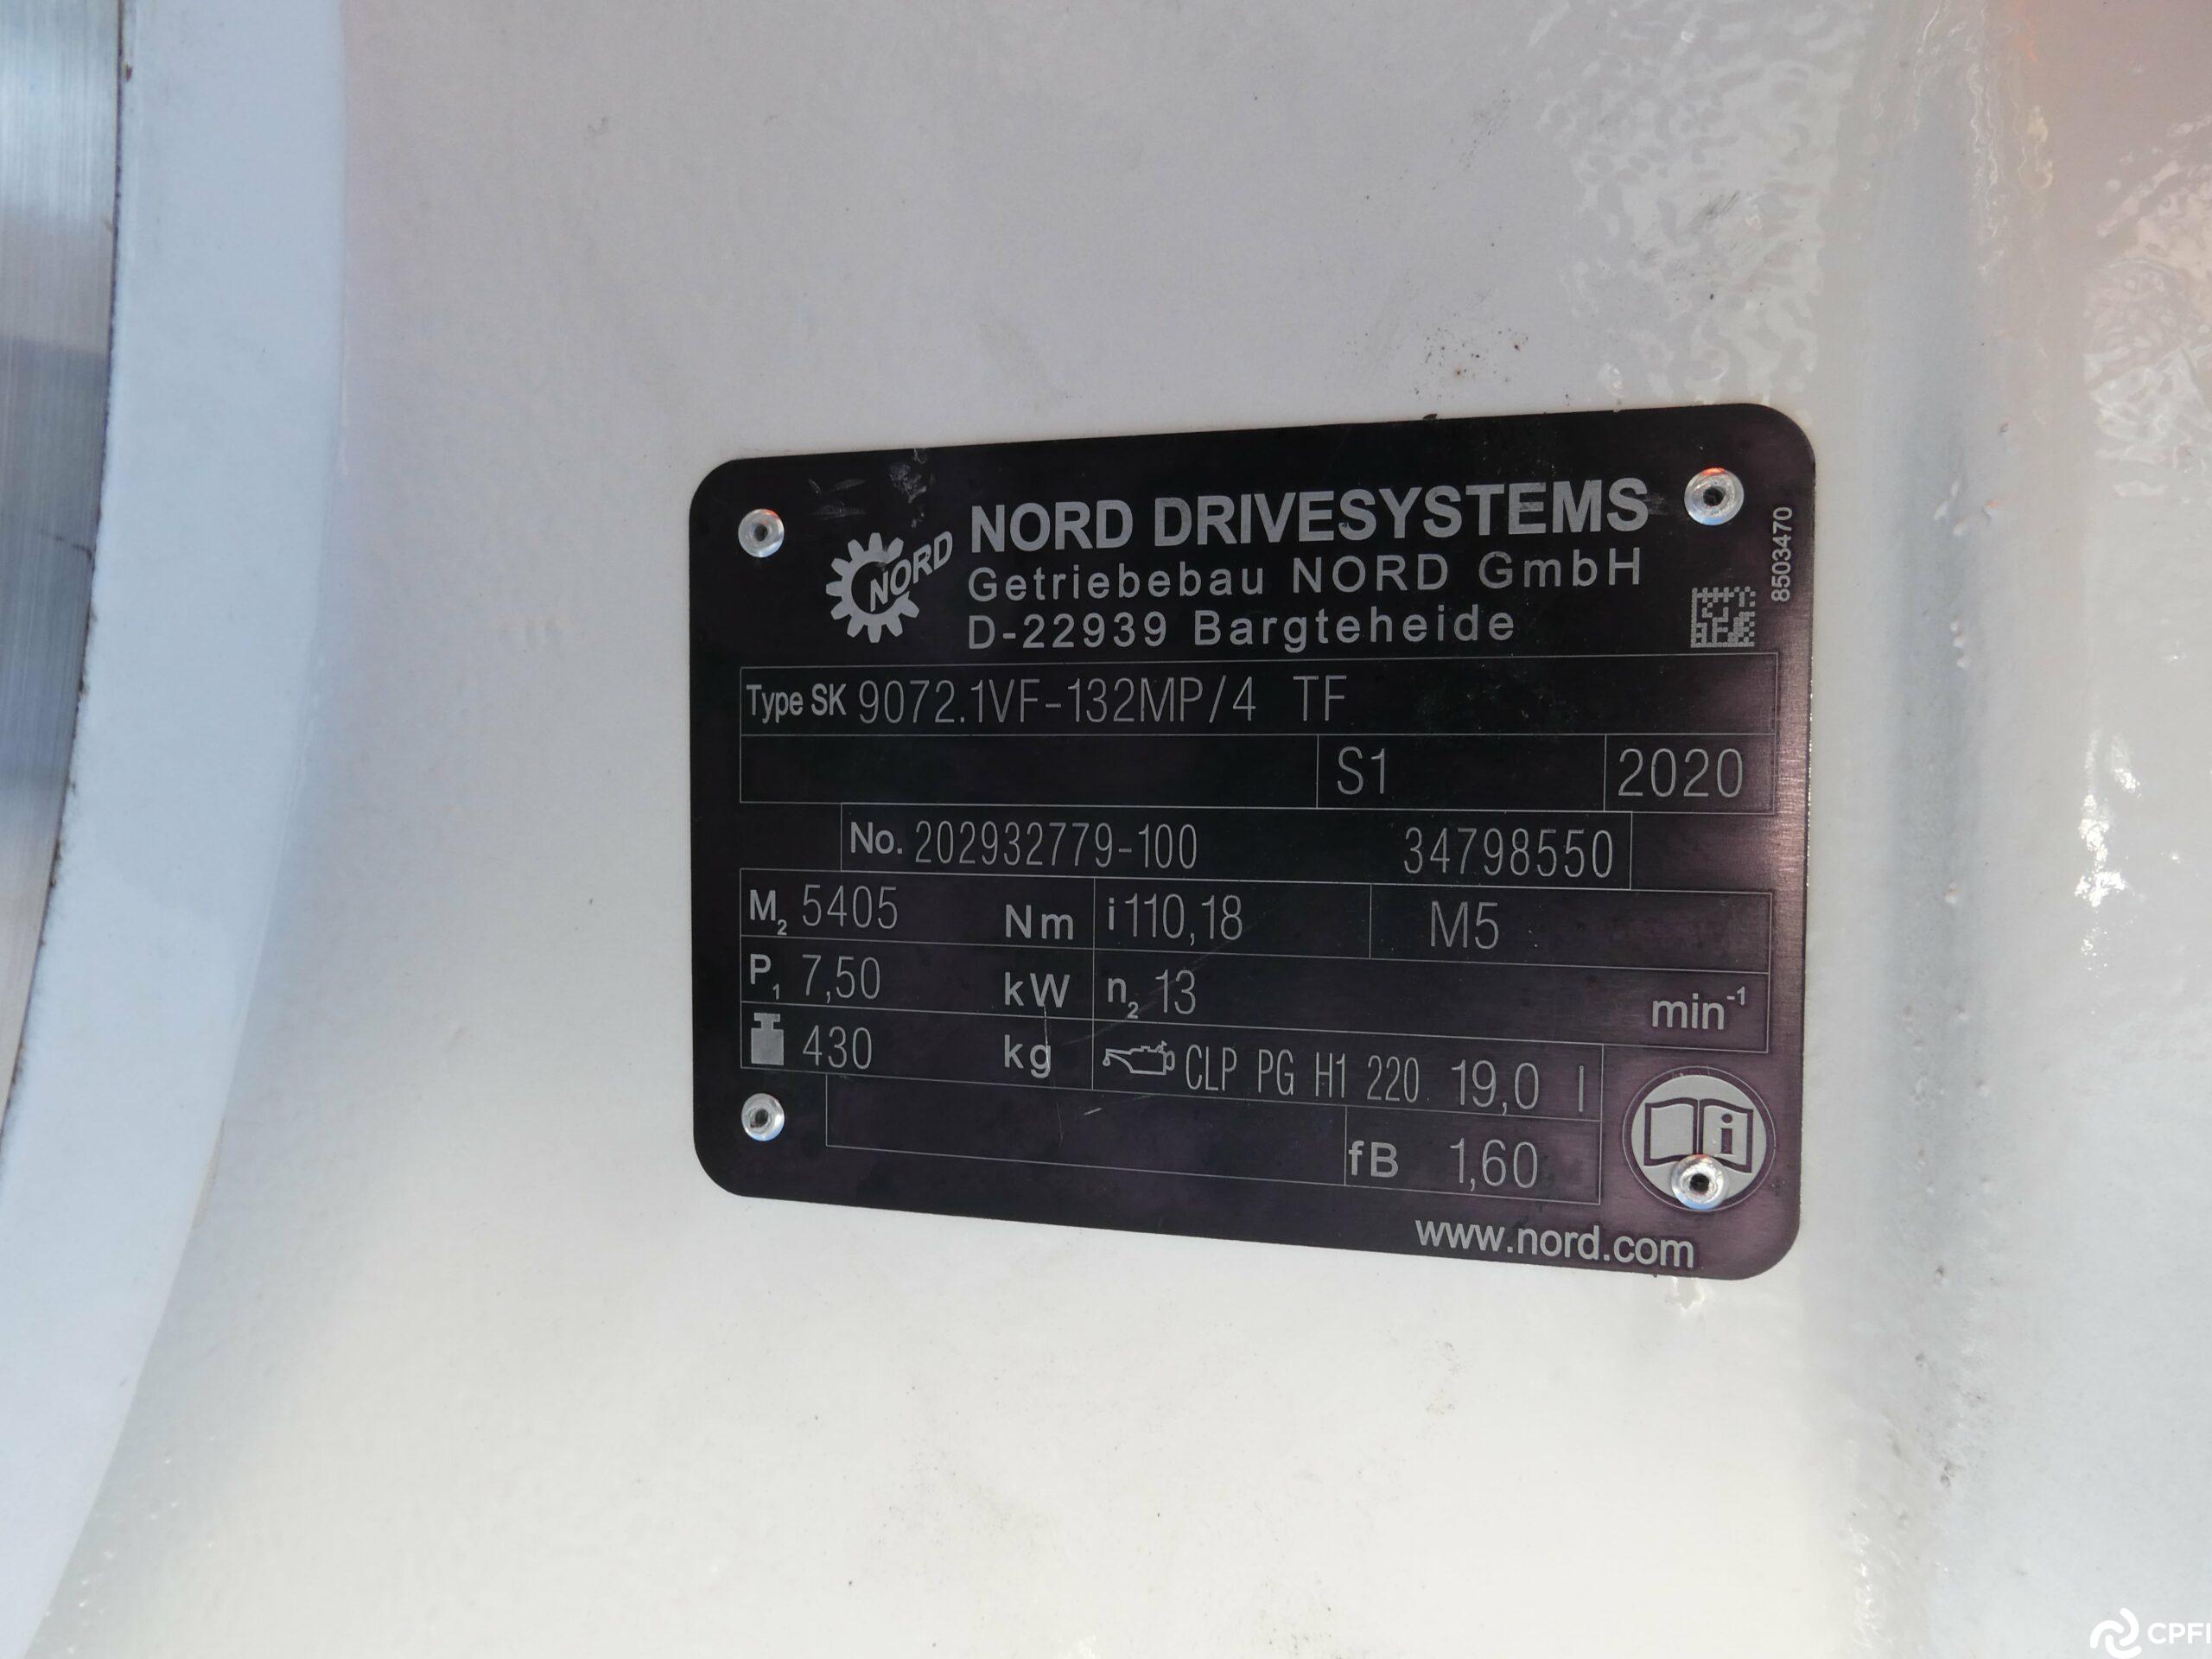 NORD
NORD DRIVESYSTEMS
Getriebebau NORD GmbH
D-22939 Bargteheide
8503470
Type SK 9072.1VF-132MP/4 TF
S1 2020
No. 202932779-100 34798550
M2 5405 Nm i 110,18 M5
P1 7,50 kW n2 13 min-1
430 kg CLP PG H1 220 19,0 l
fB 1,60
i
www.nord.com
CPFI